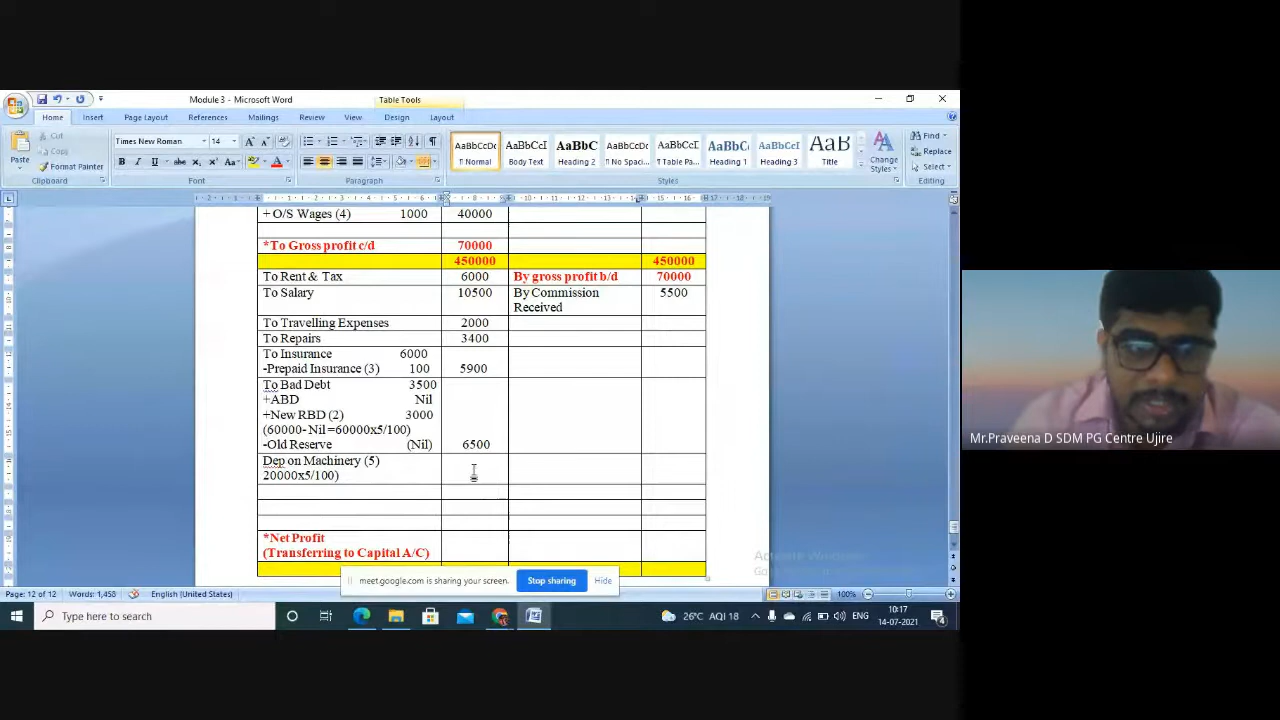 Module 3 - Microsoft Word
Table Tools
Home Insert Page Layout References Mailings Review View Design Layout
Cut
Copy
Format Painter
Paste
Clipboard
Times New Roman 14
Font
Paragraph
AaBbCcDc AaBbCcI AaBbC AaBbCcDc AaBbCcI AaBbC AaBbCcI AaB
¶ Normal Body Text Heading 2 ¶ No Spaci... ¶ Table Pa... Heading 1 Heading 3 Title
Change Styles
Styles
Find
Replace
Select
Editing
+ O/S Wages (4) 1000 40000
*To Gross profit c/d 70000
450000 450000
To Rent & Tax 6000 By gross profit b/d 70000
To Salary 10500 By Commission 5500
Received
To Travelling Expenses 2000
To Repairs 3400
To Insurance 6000
-Prepaid Insurance (3) 100 5900
To Bad Debt 3500
+ABD Nil
+New RBD (2) 3000
(60000- Nil =60000x5/100)
-Old Reserve (Nil) 6500
Dep on Machinery (5)
20000x5/100)
*Net Profit
(Transferring to Capital A/C)
meet.google.com is sharing your screen. Stop sharing Hide
Activate Windows
Page: 12 of 12 Words: 1,453 English (United States) 100%
Type here to search
26°C AQI 18 ENG 10:17
14-07-2021 4
Mr.Praveena D SDM PG Centre Ujire